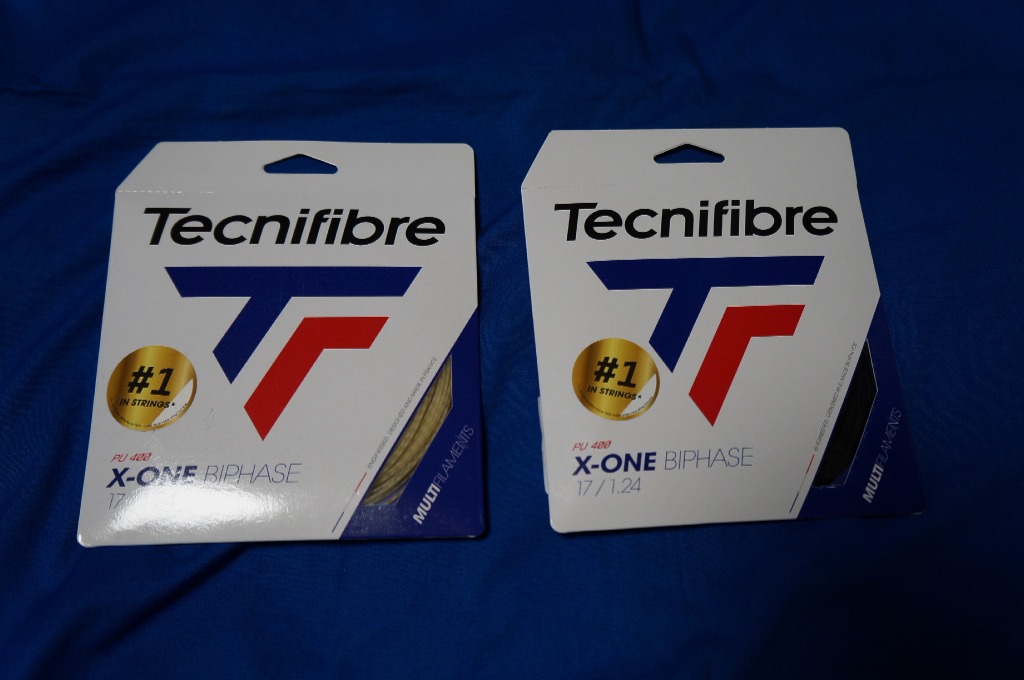 Tecnifibre
#1
IN STRINGS*
PU 400
X-ONE BIPHASE
17
MULTIFILAMENTS
Tecnifibre
#1
IN STRINGS*
PU 400
X-ONE BIPHASE
17 / 1.24
MULTIFILAMENTS